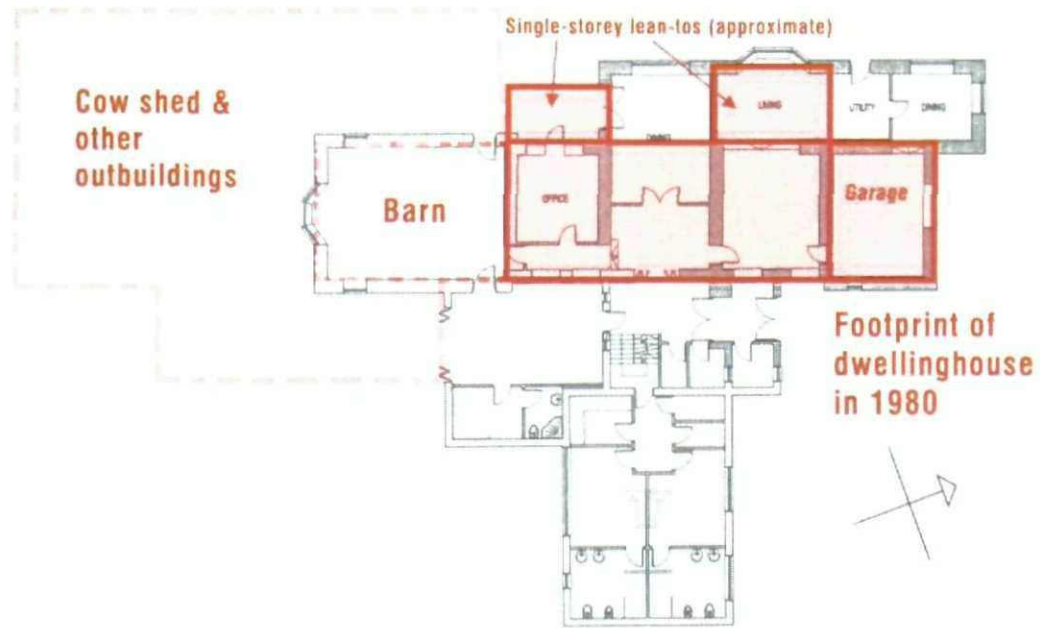 Single-storey lean-tos (approximate)
Cow shed &
other
outbuildings
LIVING
UTILITY
DINING
DINING
Barn
OFFICE
Garage
Footprint of
dwellinghouse
in 1980